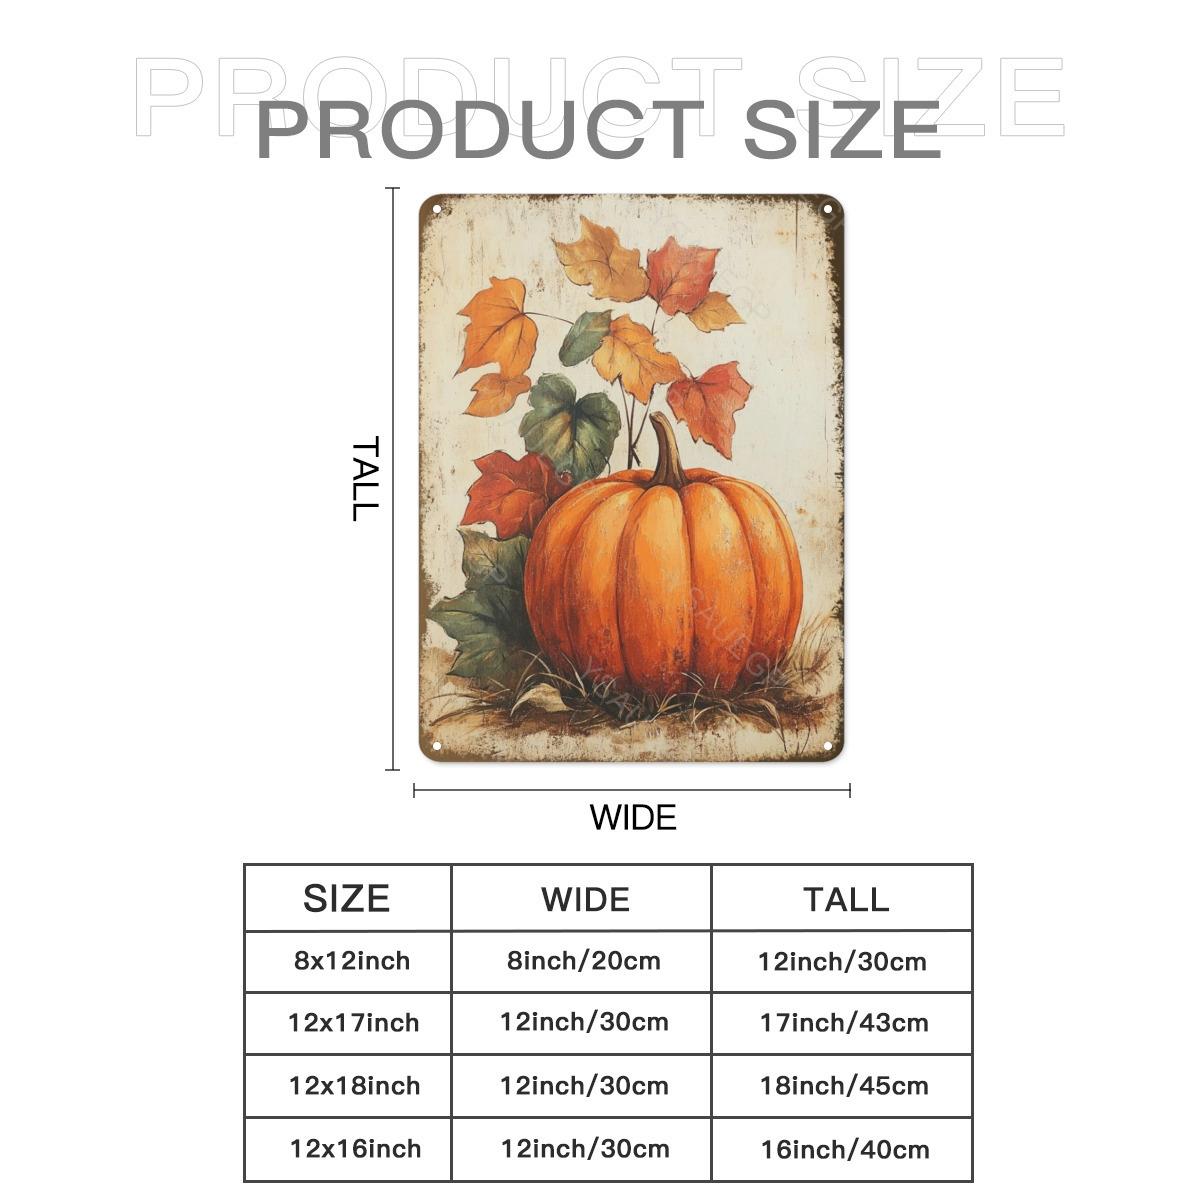 PRODUCT SIZE
PRODUCT SIZE
TALL
WIDE
SIZE WIDE TALL
8x12inch 8inch/20cm 12inch/30cm
12x17inch 12inch/30cm 17inch/43cm
12x18inch 12inch/30cm 18inch/45cm
12x16inch 12inch/30cm 16inch/40cm